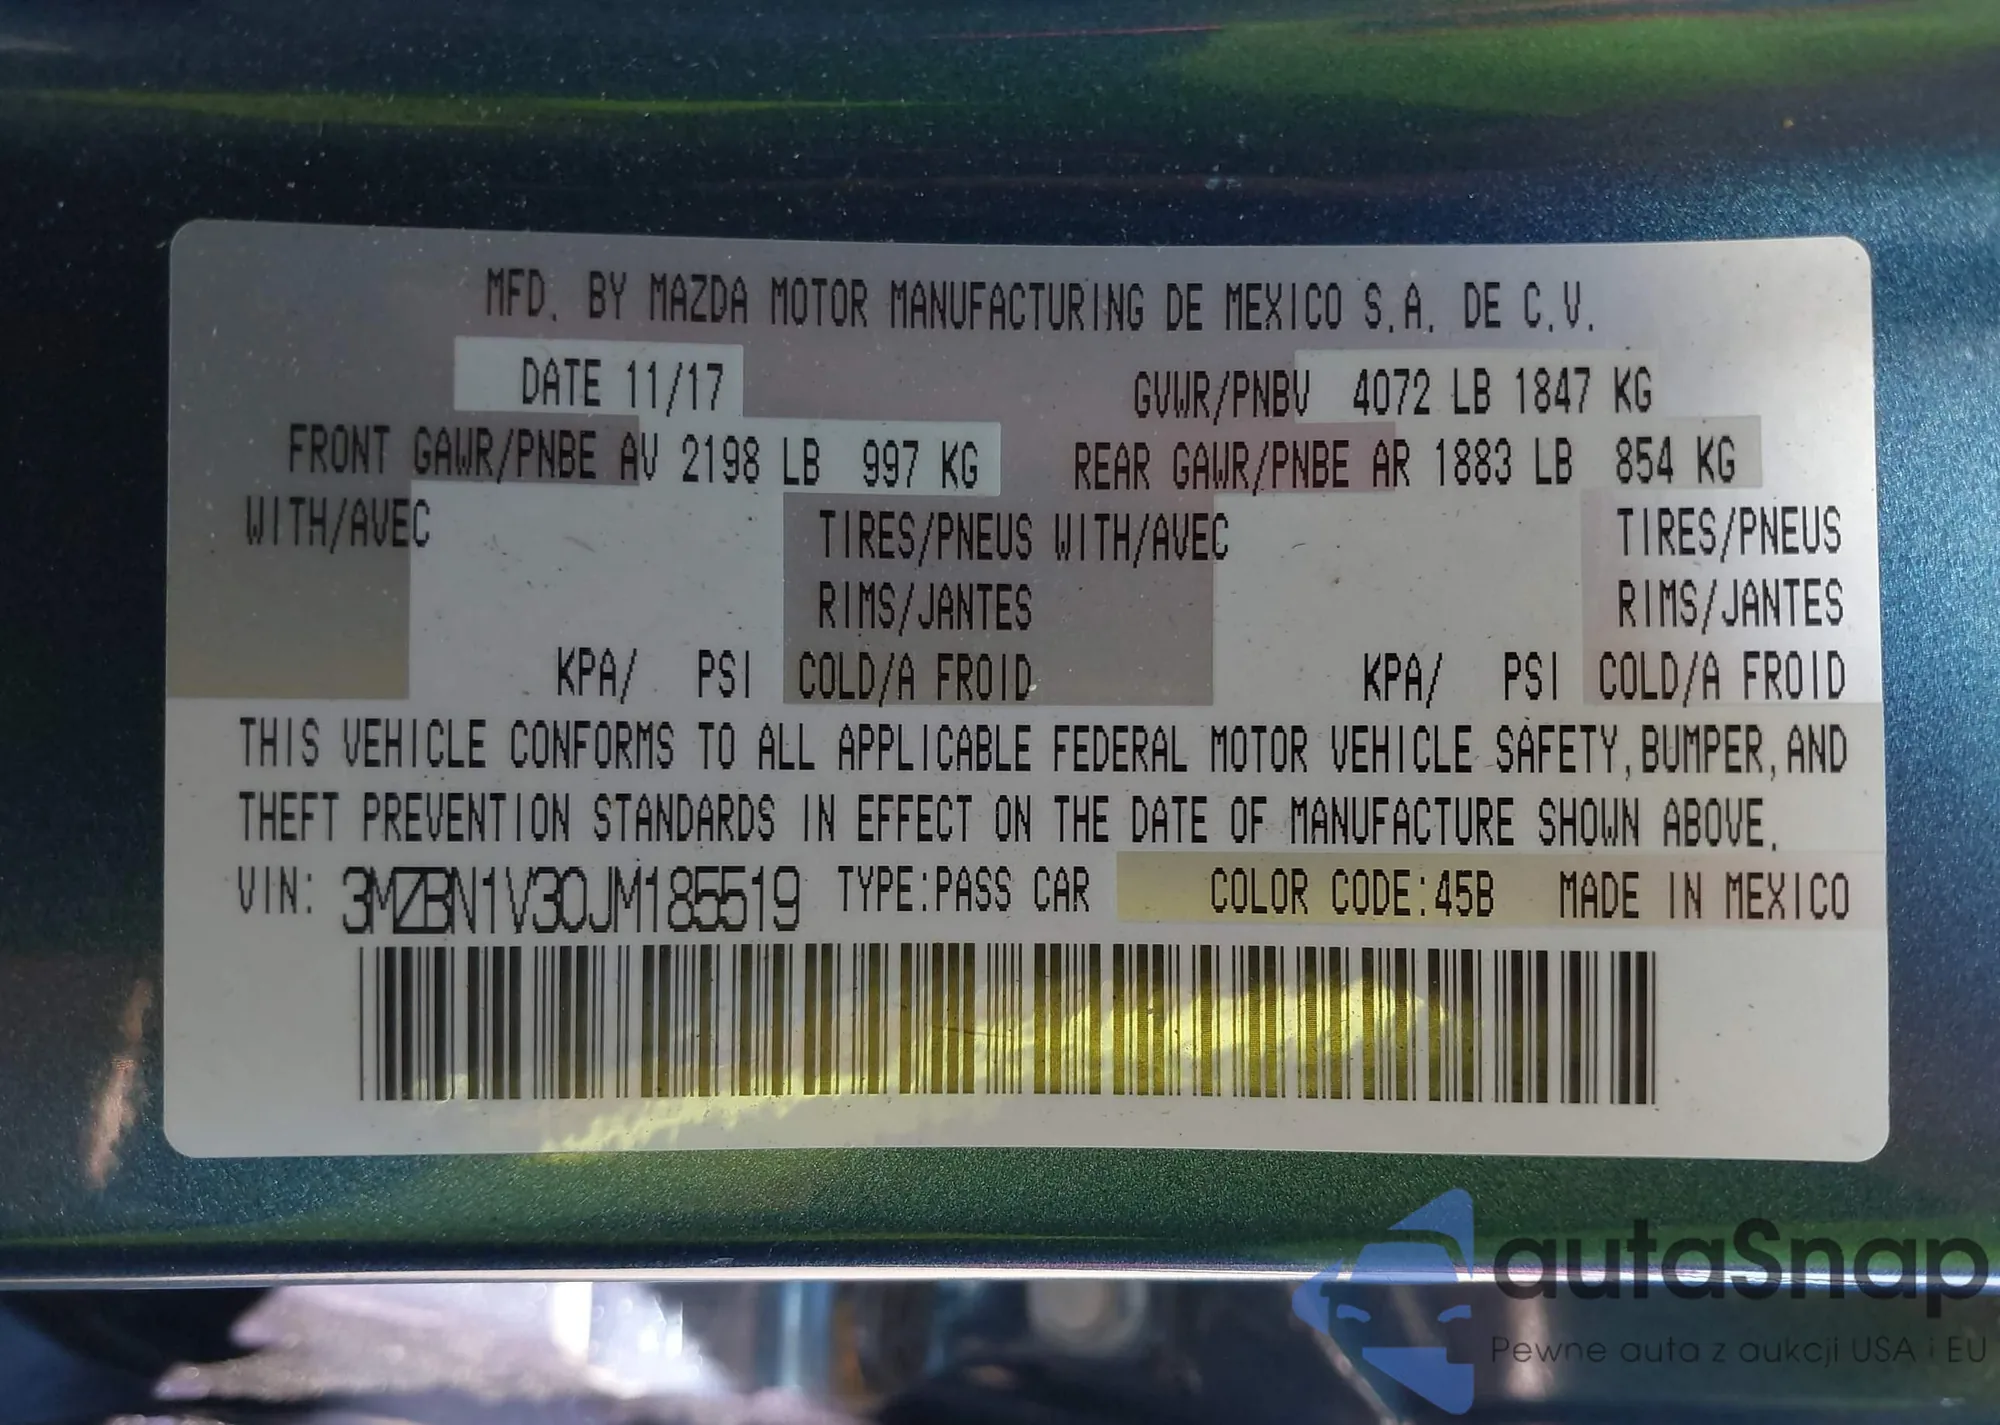 MFD. BY MAZDA MOTOR MANUFACTURING DE MEXICO S.A. DE C.V.
DATE 11/17 GVWR/PNBV 4072 LB 1847 KG
FRONT GAWR/PNBE AV 2198 LB 997 KG REAR GAWR/PNBE AR 1883 LB 854 KG
WITH/AVEC TIRES/PNEUS WITH/AVEC TIRES/PNEUS
RIMS/JANTES RIMS/JANTES
KPA/ PSI COLD/A FROID KPA/ PSI COLD/A FROID
THIS VEHICLE CONFORMS TO ALL APPLICABLE FEDERAL MOTOR VEHICLE SAFETY,BUMPER,AND
THEFT PREVENTION STANDARDS IN EFFECT ON THE DATE OF MANUFACTURE SHOWN ABOVE.
VIN: 3MZBN1V30JM185519 TYPE:PASS CAR COLOR CODE:45B MADE IN MEXICO
autaSnap
Pewne auta z aukcji USA i EU